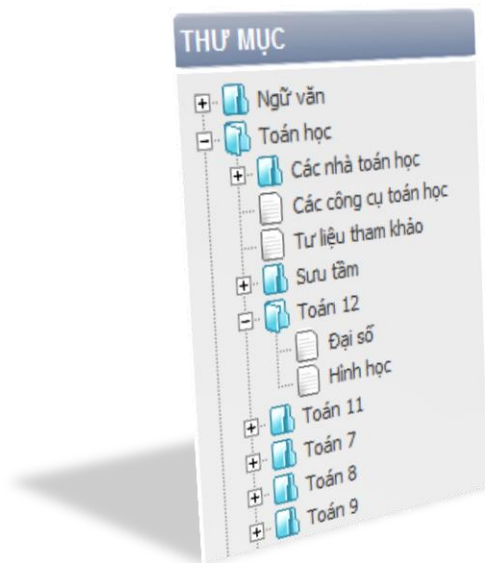 THƯ MỤC
Ngữ văn
Toán học
Các nhà toán học
Các công cụ toán học
Tư liệu tham khảo
Sưu tầm
Toán 12
Đại số
Hình học
Toán 11
Toán 7
Toán 8
Toán 9